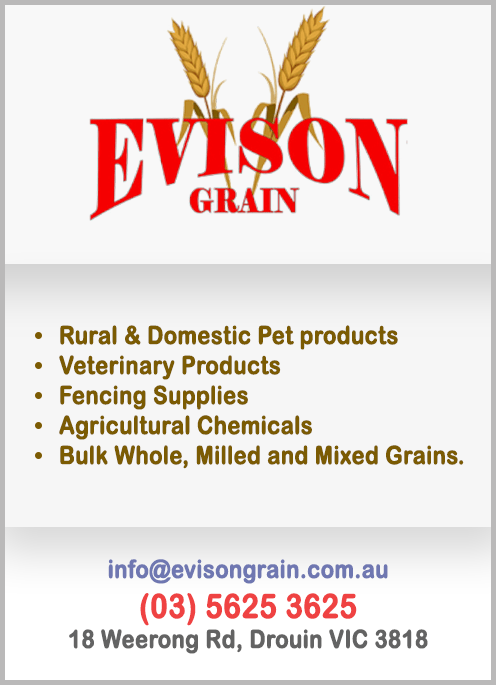 EVISON
GRAIN
• Rural & Domestic Pet products
• Veterinary Products
• Fencing Supplies
• Agricultural Chemicals
• Bulk Whole, Milled and Mixed Grains.
info@evisongrain.com.au
(03) 5625 3625
18 Weerong Rd, Drouin VIC 3818